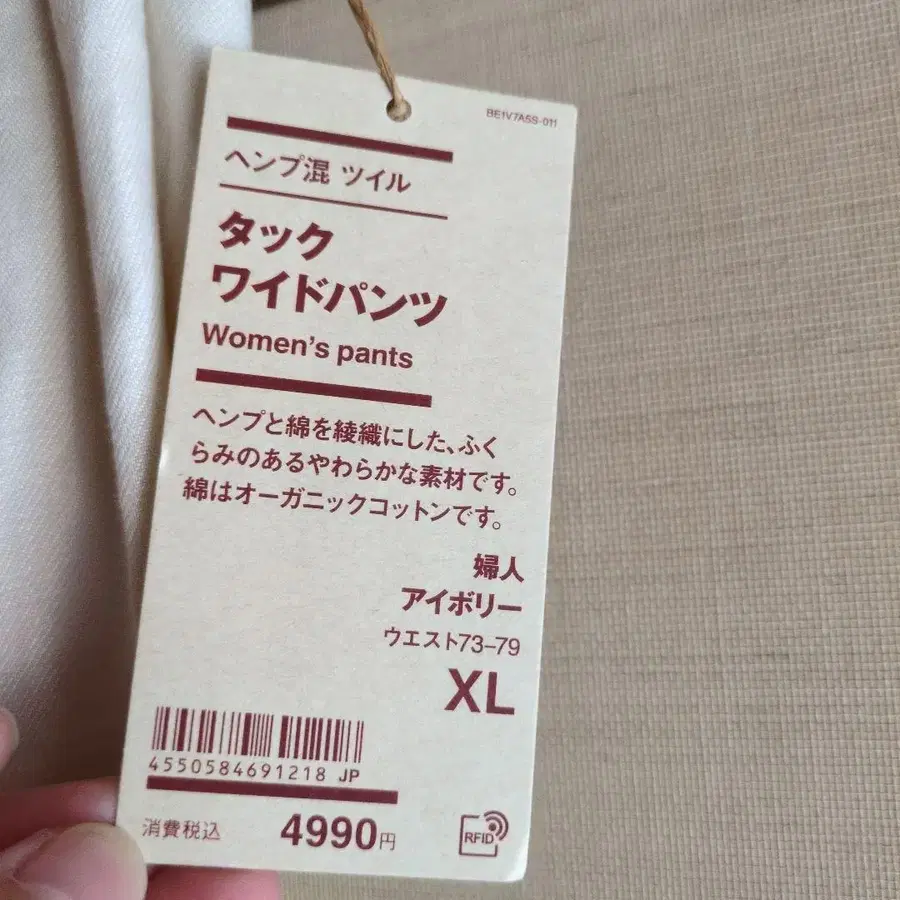 BE1V7A5S-011
ヘンプ混 ツイル
タック
ワイドパンツ
Women's pants
ヘンプと綿を綾織にした、ふく
らみのあるやわらかな素材です。
綿はオーガニックコットンです。
婦人
アイボリー
ウエスト73-79
XL
4550584691218 JP
消費税込 4990円
RFID